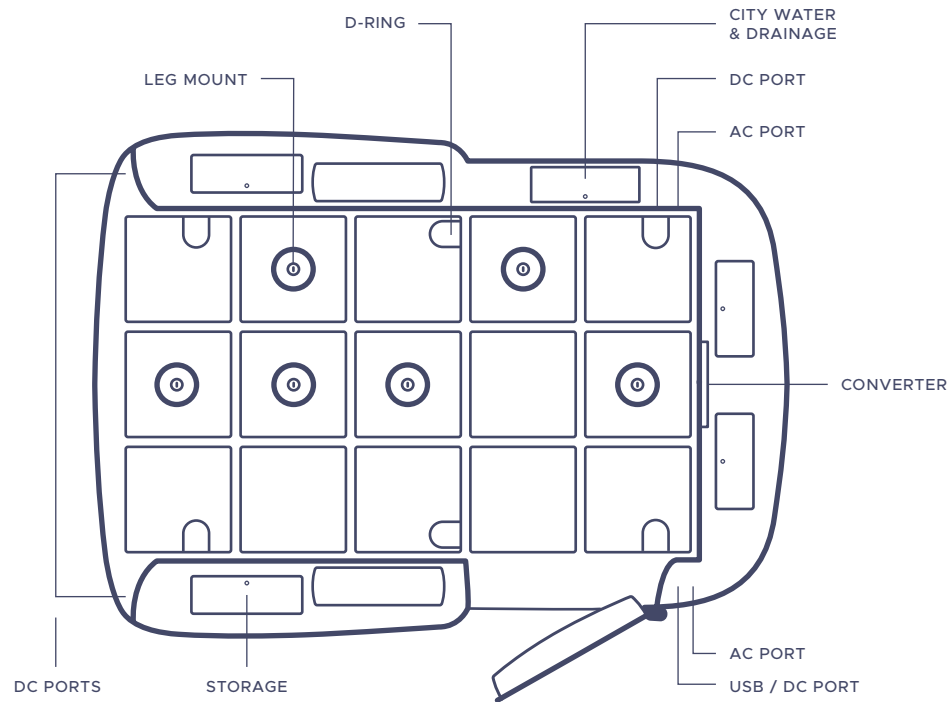 D-RING
CITY WATER
& DRAINAGE
LEG MOUNT
DC PORT
AC PORT
CONVERTER
AC PORT
DC PORTS
STORAGE
USB / DC PORT